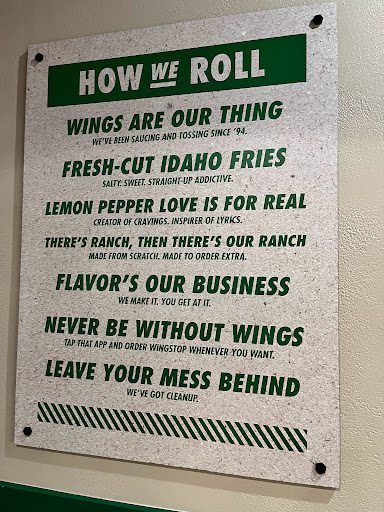 HOW WE ROLL
WINGS ARE OUR THING
WE'VE BEEN SAUCING AND TOSSING SINCE '94.
FRESH-CUT IDAHO FRIES
SALTY. SWEET. STRAIGHT-UP ADDICTIVE.
LEMON PEPPER LOVE IS FOR REAL
CREATOR OF CRAVINGS. INSPIRER OF LYRICS.
THERE'S RANCH, THEN THERE'S OUR RANCH
MADE FROM SCRATCH. MADE TO ORDER EXTRA.
FLAVOR'S OUR BUSINESS
WE MAKE IT. YOU GET AT IT.
NEVER BE WITHOUT WINGS
TAP THAT APP AND ORDER WINGSTOP WHENEVER YOU WANT.
LEAVE YOUR MESS BEHIND
WE'VE GOT CLEANUP.